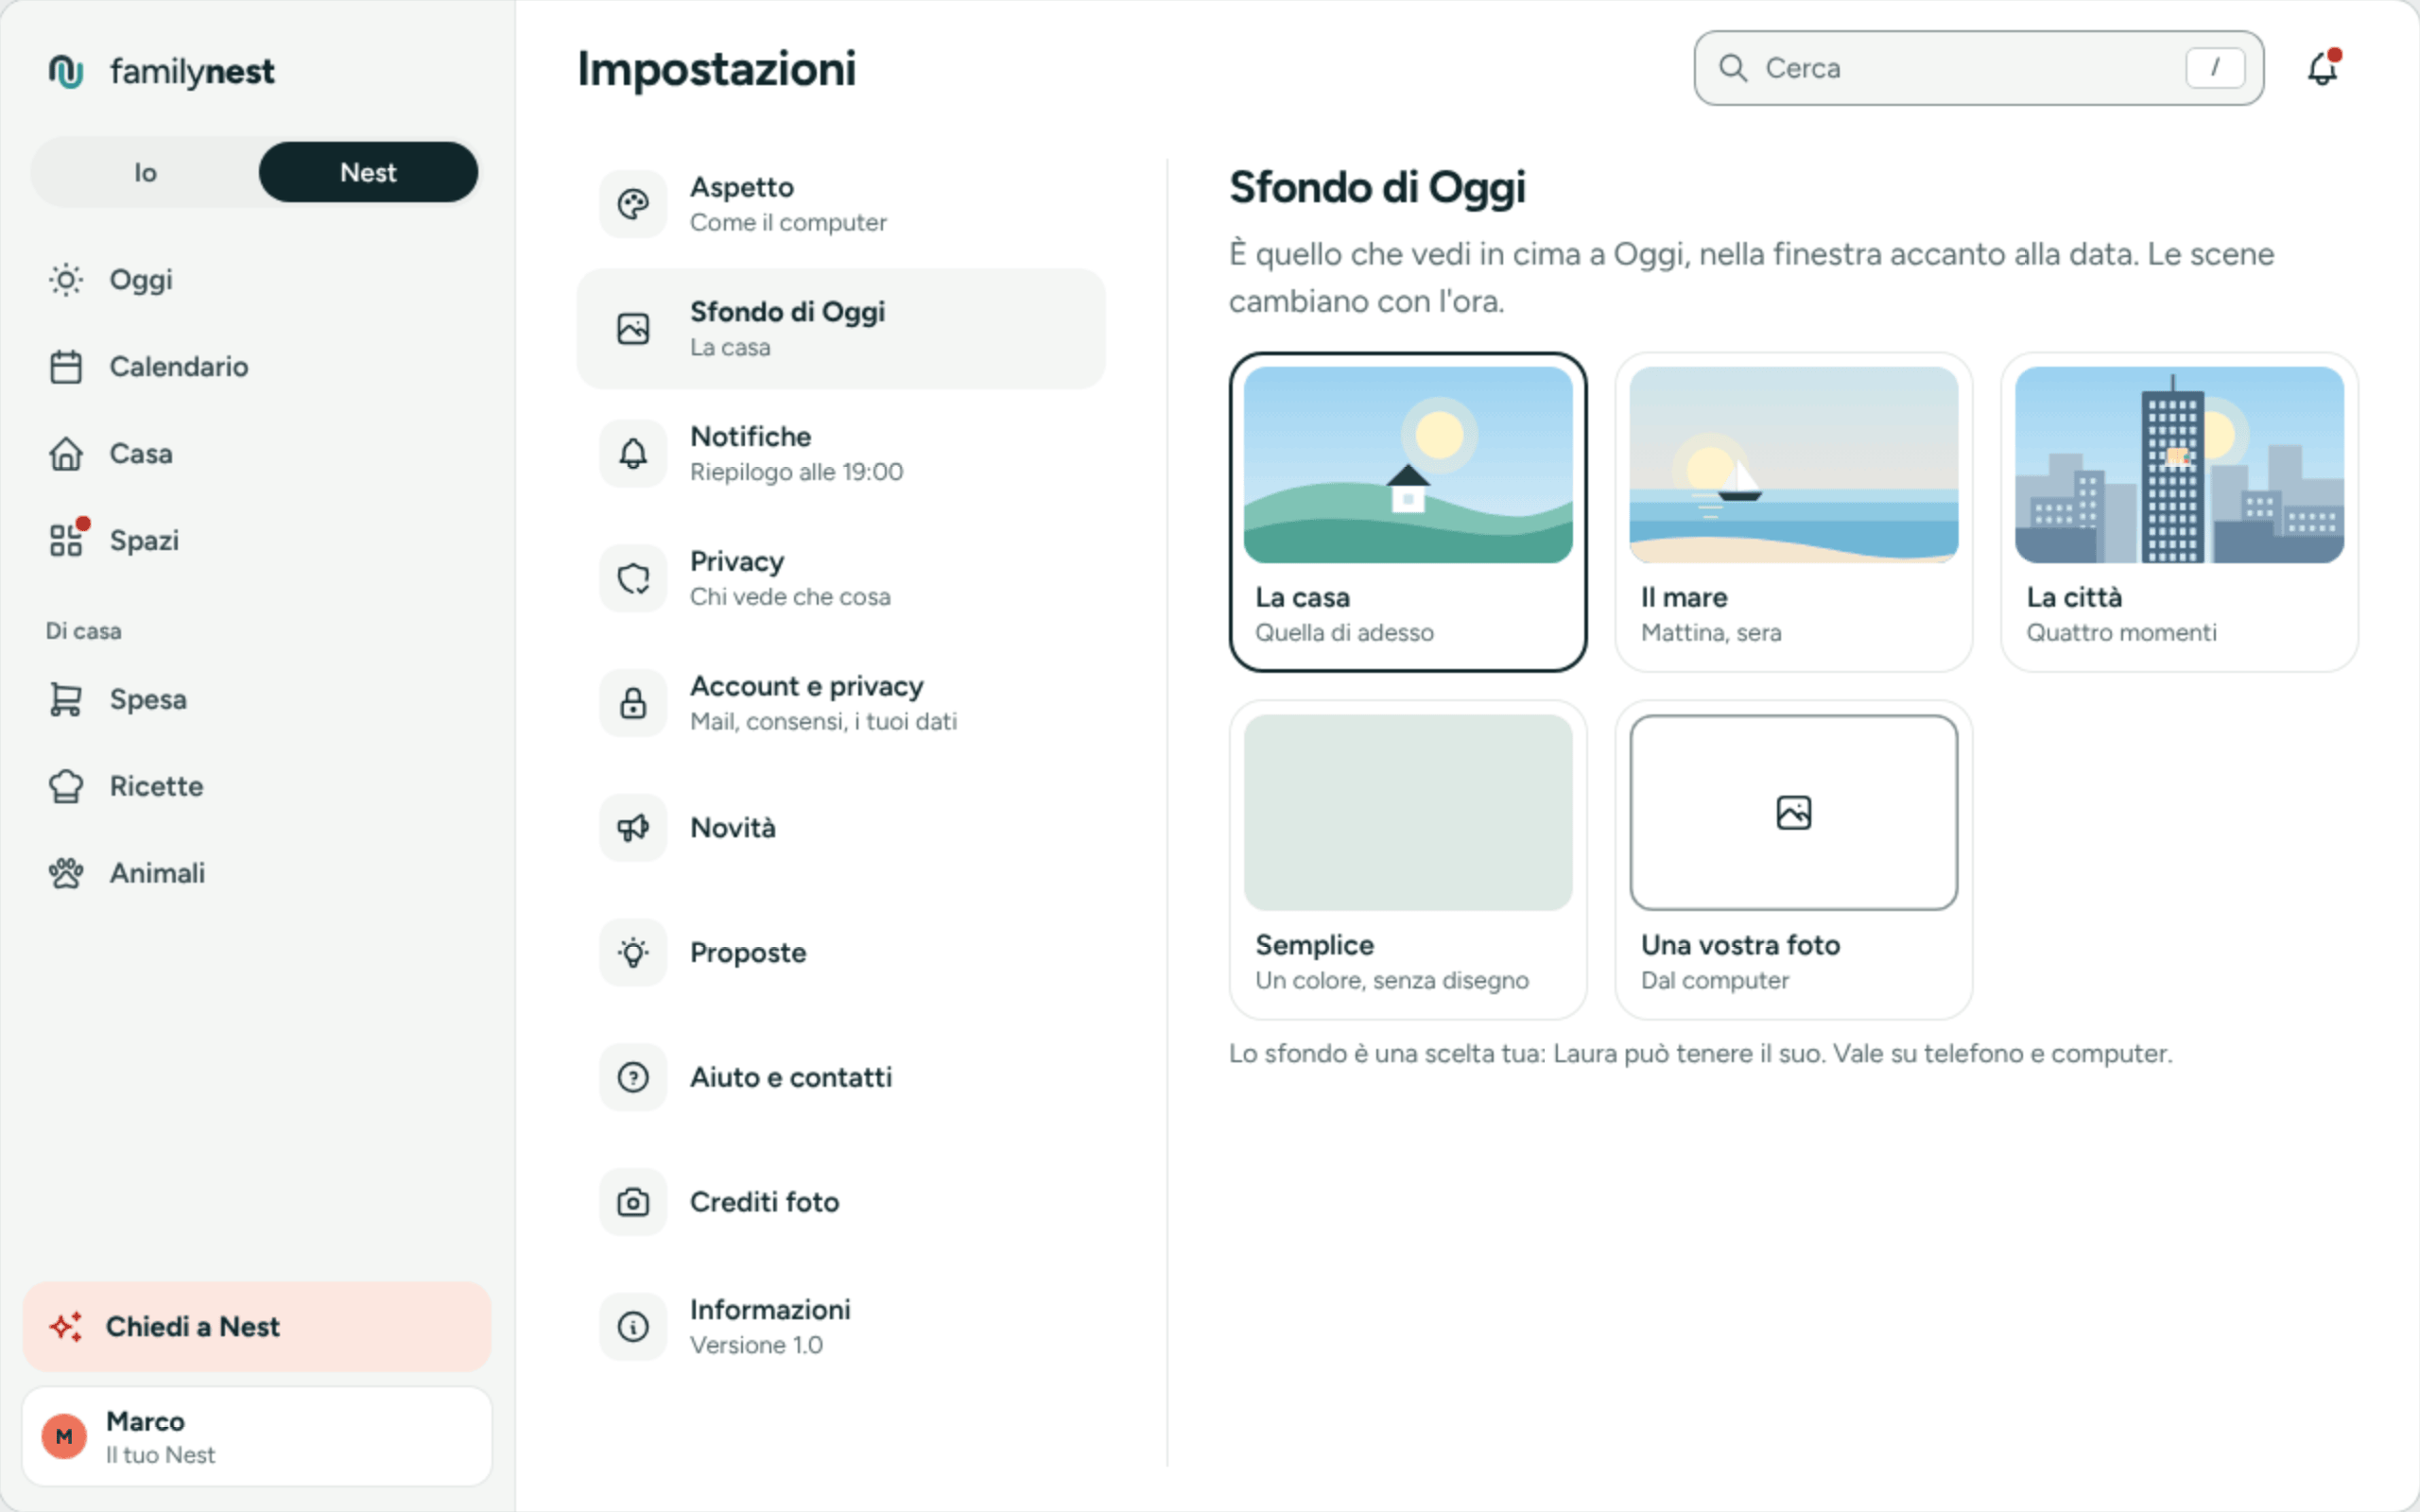 familynest
Io
Nest
Oggi
Calendario
Casa
Spazi
Di casa
Spesa
Ricette
Animali
Chiedi a Nest
M
Marco
Il tuo Nest
Impostazioni
Cerca
/
Aspetto
Come il computer
Sfondo di Oggi
La casa
Notifiche
Riepilogo alle 19:00
Privacy
Chi vede che cosa
Account e privacy
Mail, consensi, i tuoi dati
Novità
Proposte
Aiuto e contatti
Crediti foto
Informazioni
Versione 1.0
Sfondo di Oggi
È quello che vedi in cima a Oggi, nella finestra accanto alla data. Le scene
cambiano con l'ora.
La casa
Quella di adesso
Il mare
Mattina, sera
La città
Quattro momenti
Semplice
Un colore, senza disegno
Una vostra foto
Dal computer
Lo sfondo è una scelta tua: Laura può tenere il suo. Vale su telefono e computer.